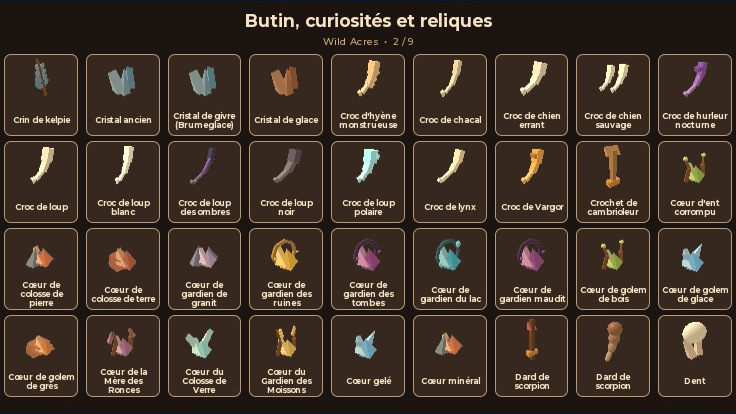 Butin, curiosités et reliques
Wild Acres • 2 / 9
Crin de kelpie
Cristal ancien
Cristal de givre
(Brumeglace)
Cristal de glace
Croc d'hyène
monstrueuse
Croc de chacal
Croc de chien
errant
Croc de chien
sauvage
Croc de hurleur
nocturne
Croc de loup
Croc de loup
blanc
Croc de loup
des ombres
Croc de loup
noir
Croc de loup
polaire
Croc de lynx
Croc de Vargor
Crochet de
cambrioleur
Cœur d'ent
corrompu
Cœur de
colosse de
pierre
Cœur de
colosse de terre
Cœur de
gardien de
granit
Cœur de
gardien des
ruines
Cœur de
gardien des
tombes
Cœur de
gardien du lac
Cœur de
gardien maudit
Cœur de golem
de bois
Cœur de golem
de glace
Cœur de golem
de grès
Cœur de la
Mère des
Ronces
Cœur du
Colosse de
Verre
Cœur du
Gardien des
Moissons
Cœur gelé
Cœur minéral
Dard de
scorpion
Dard de
scorpion
Dent